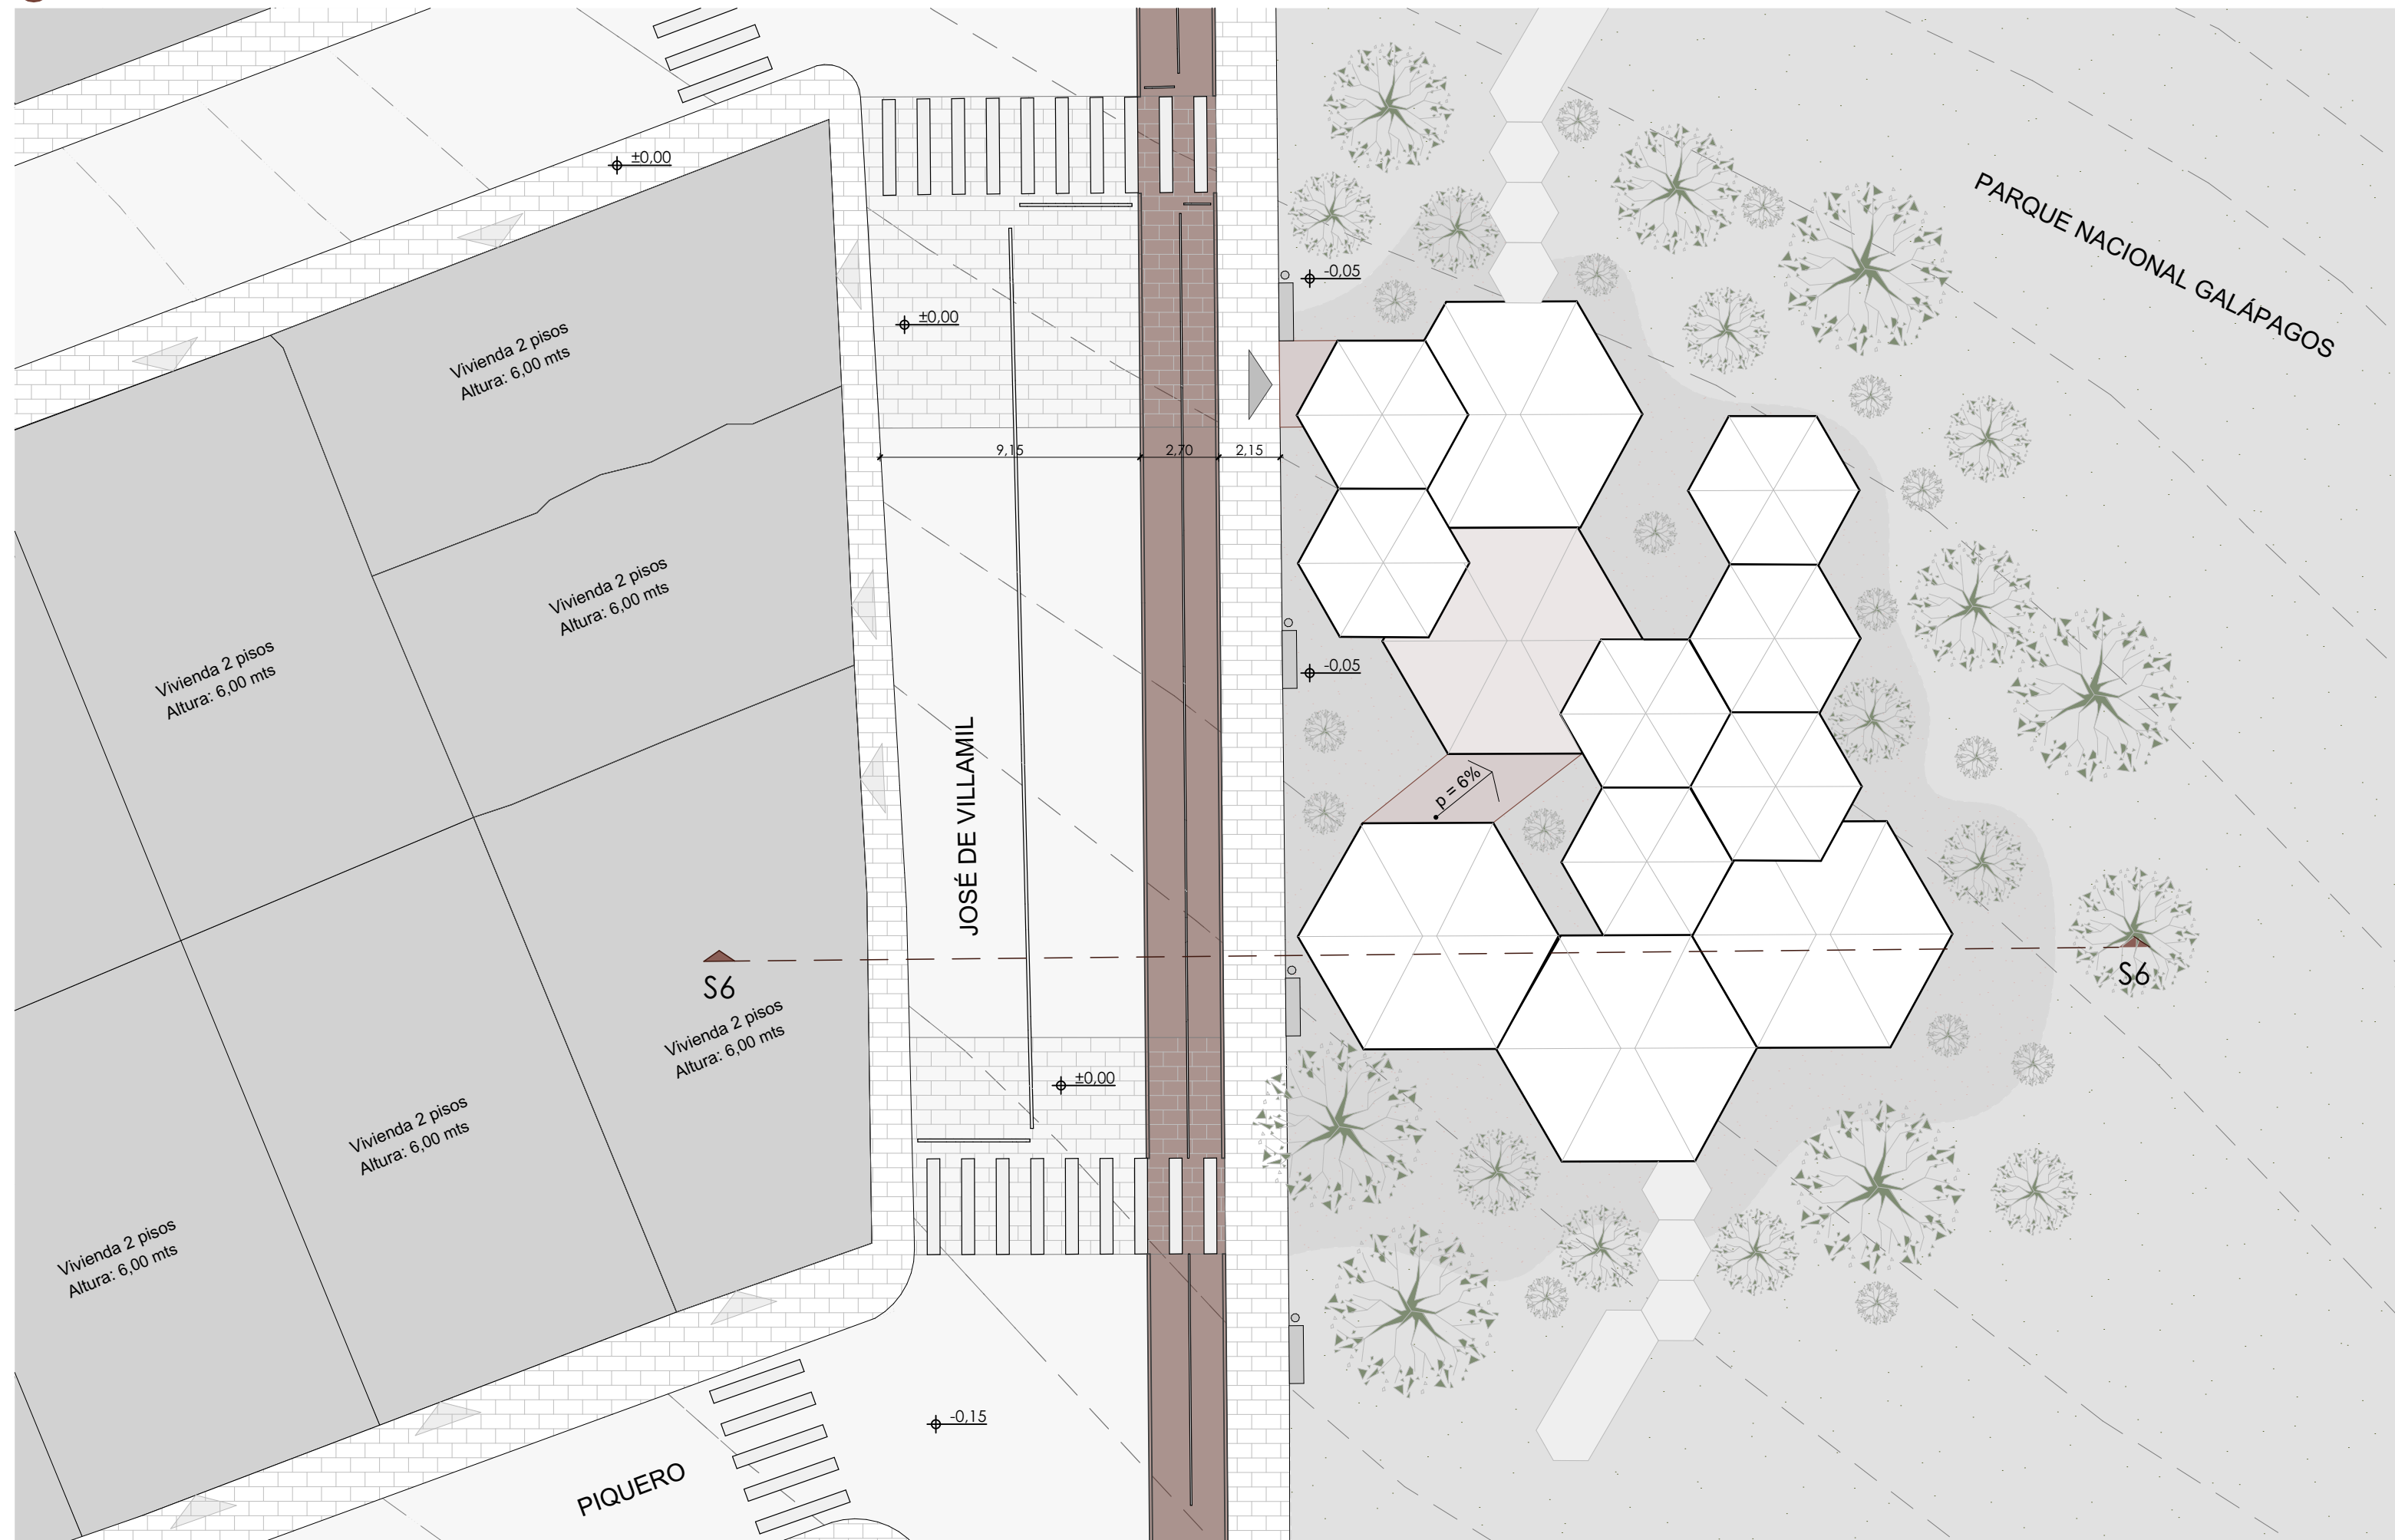 ±0,00
PARQUE NACIONAL GALÁPAGOS
-0,05
±0,00
Vivienda 2 pisos
Altura: 6,00 mts
9,15
2,70
2,15
Vivienda 2 pisos
Altura: 6,00 mts
Vivienda 2 pisos
Altura: 6,00 mts
-0,05
JOSÉ DE VILLAMIL
p = 6%
S6
S6
Vivienda 2 pisos
Altura: 6,00 mts
±0,00
Vivienda 2 pisos
Altura: 6,00 mts
Vivienda 2 pisos
Altura: 6,00 mts
-0,15
PIQUERO